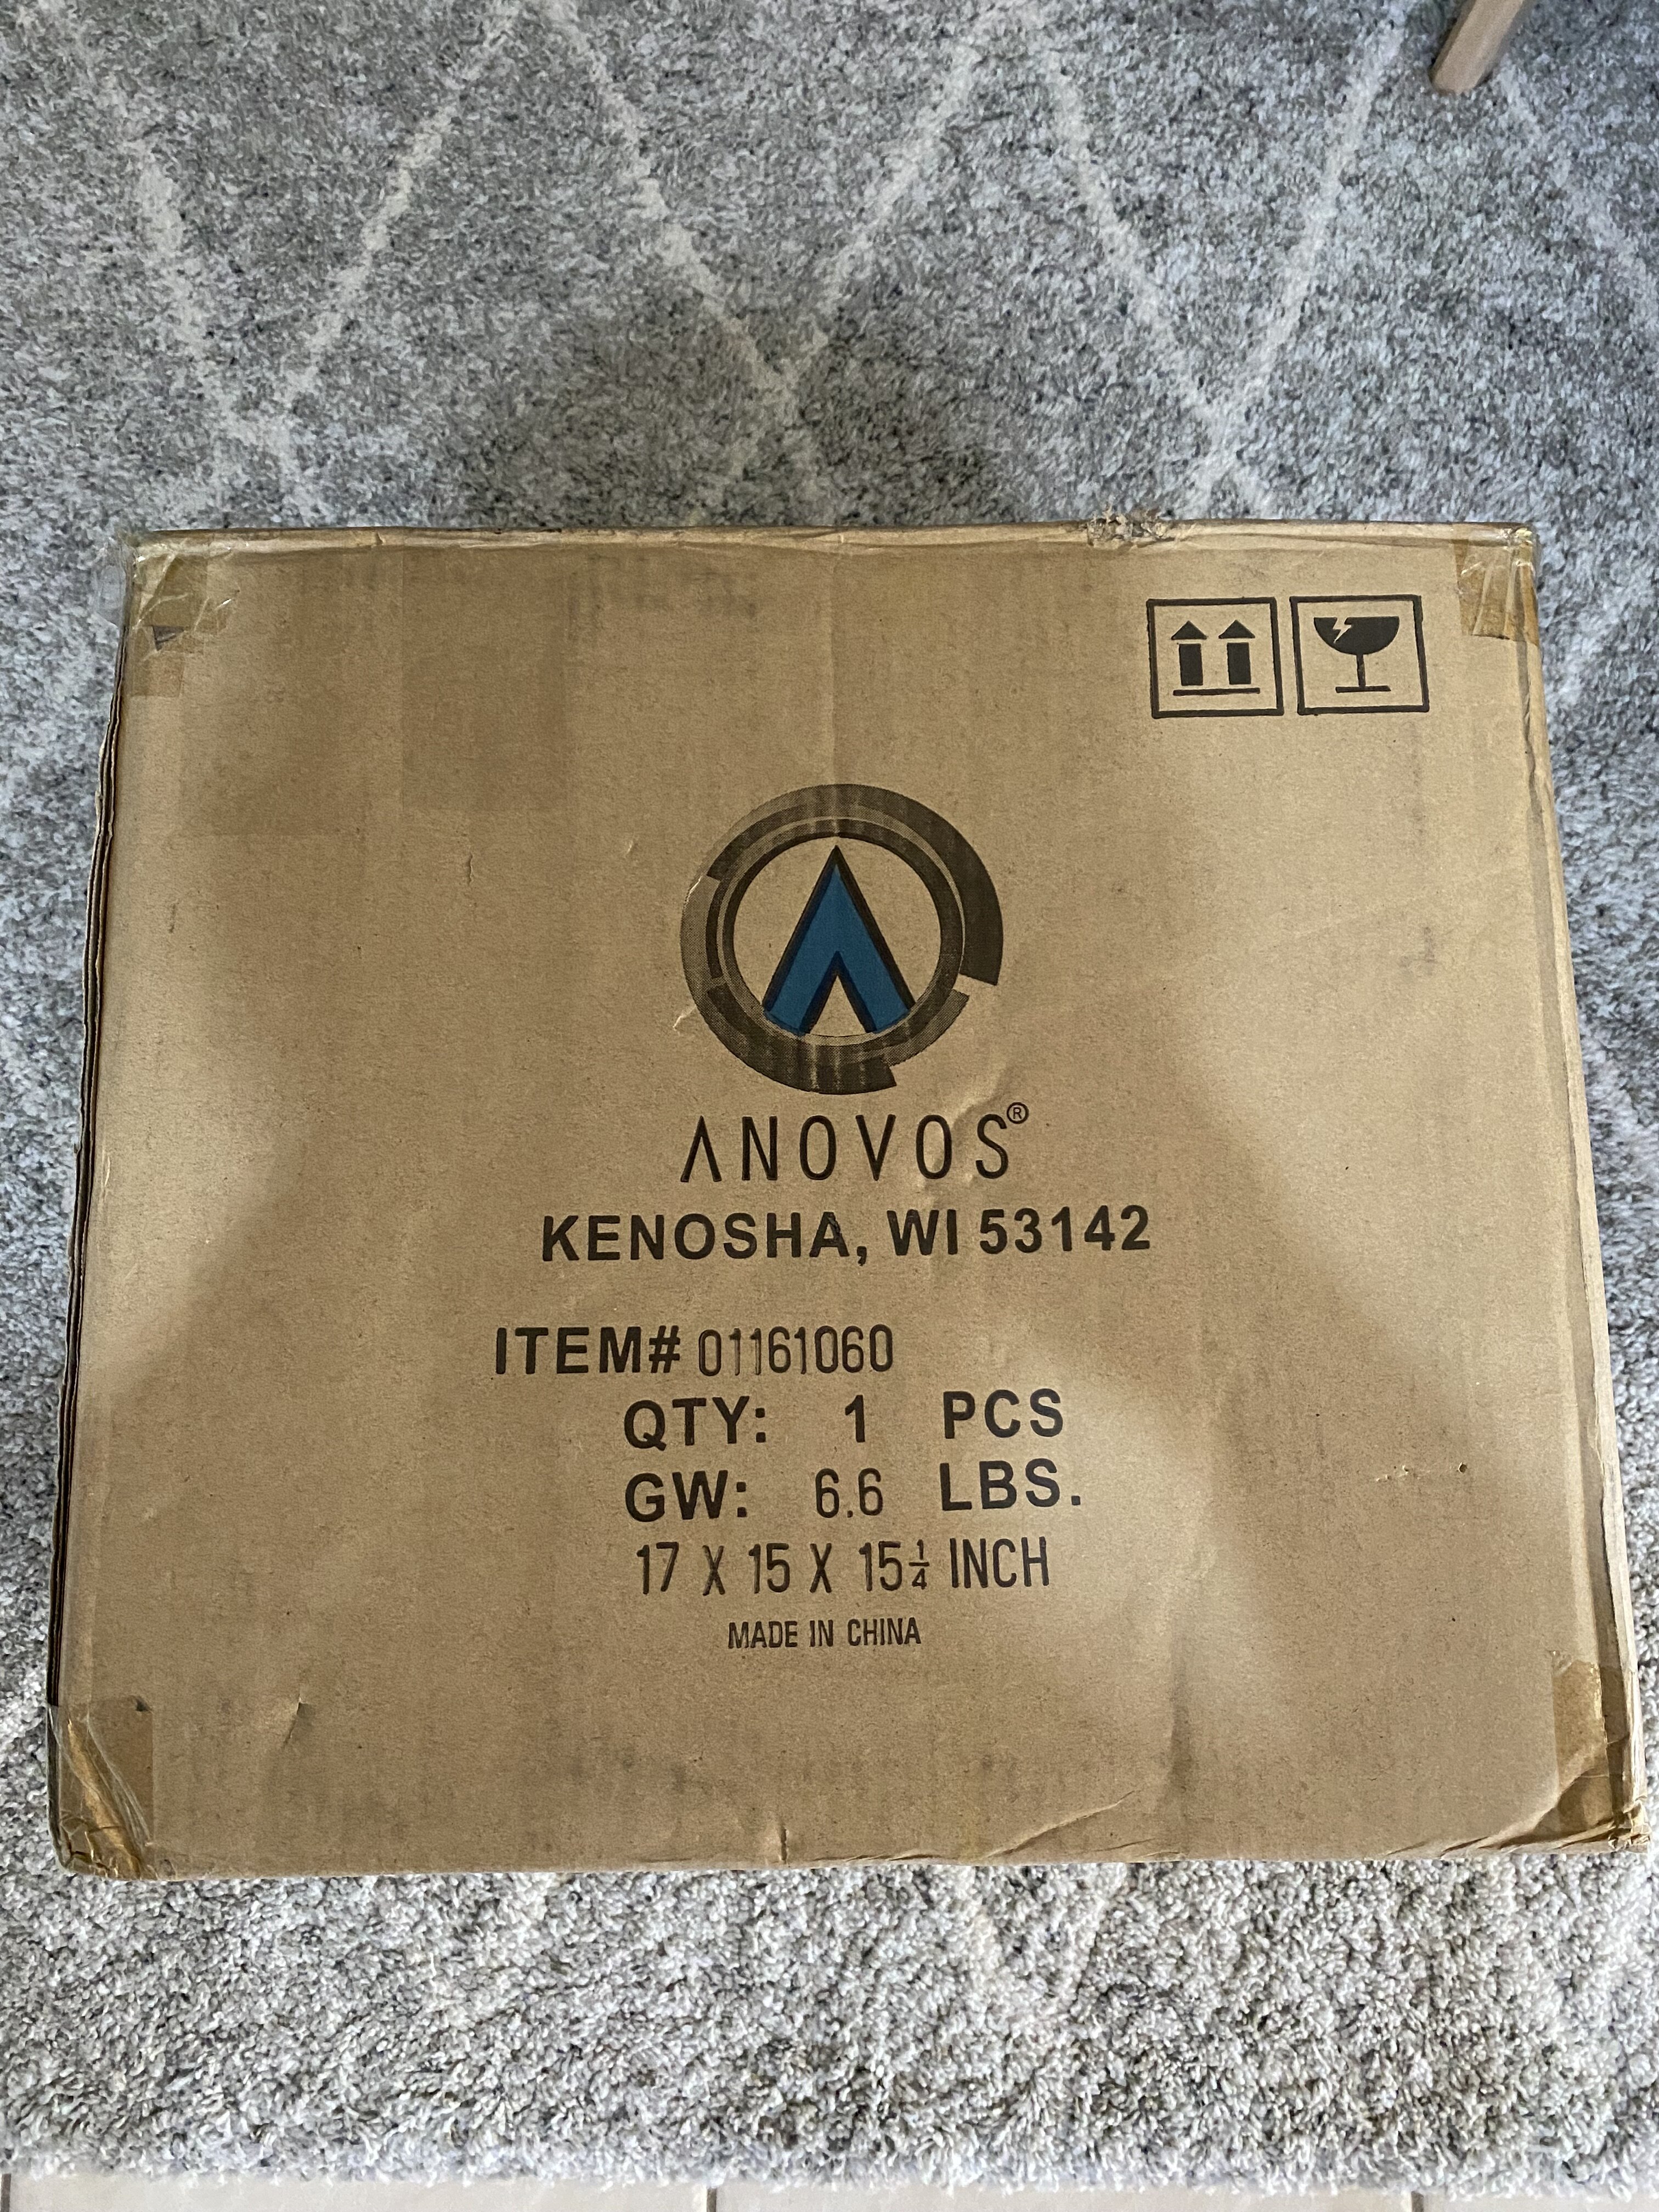 ANOVOS®
KENOSHA, WI 53142
ITEM# 01161060
QTY: 1 PCS
GW: 6.6 LBS.
17 X 15 X 15¼ INCH
MADE IN CHINA